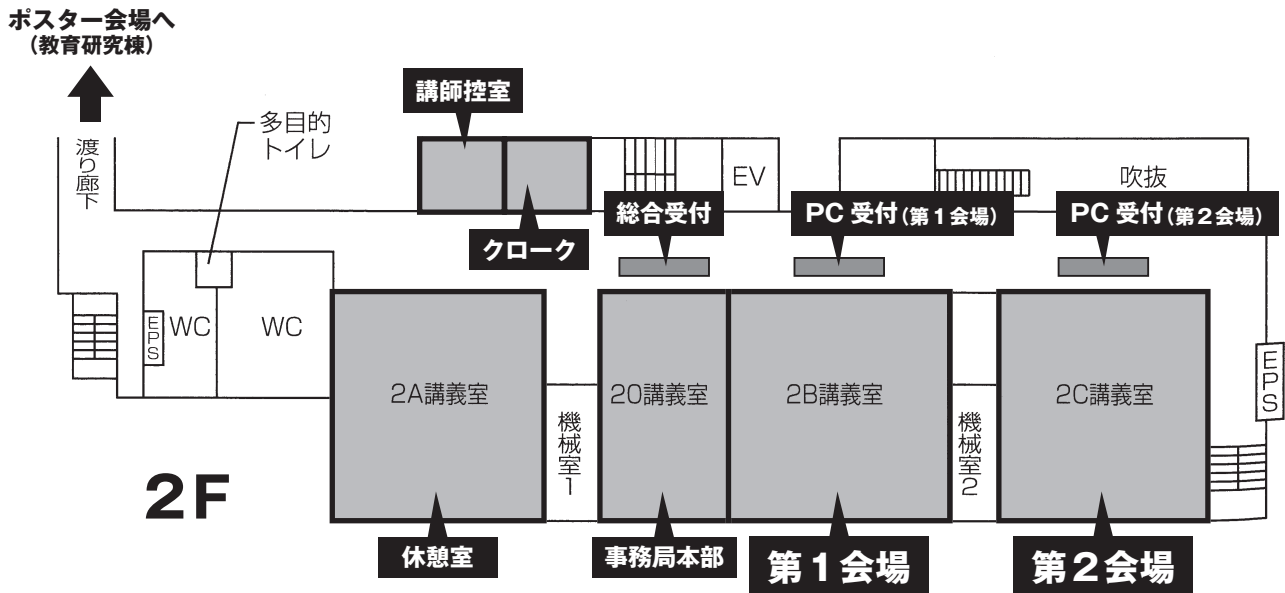 ポスター会場へ
（教育研究棟）
講師控室
多目的
トイレ
渡り廊下
EV
吹抜
総合受付
PC 受付（第１会場）
PC 受付（第２会場）
クローク
EPS
WC
WC
2A講義室
20講義室
2B講義室
2C講義室
EPS
機械室1
機械室2
2F
休憩室
事務局本部
第１会場
第２会場